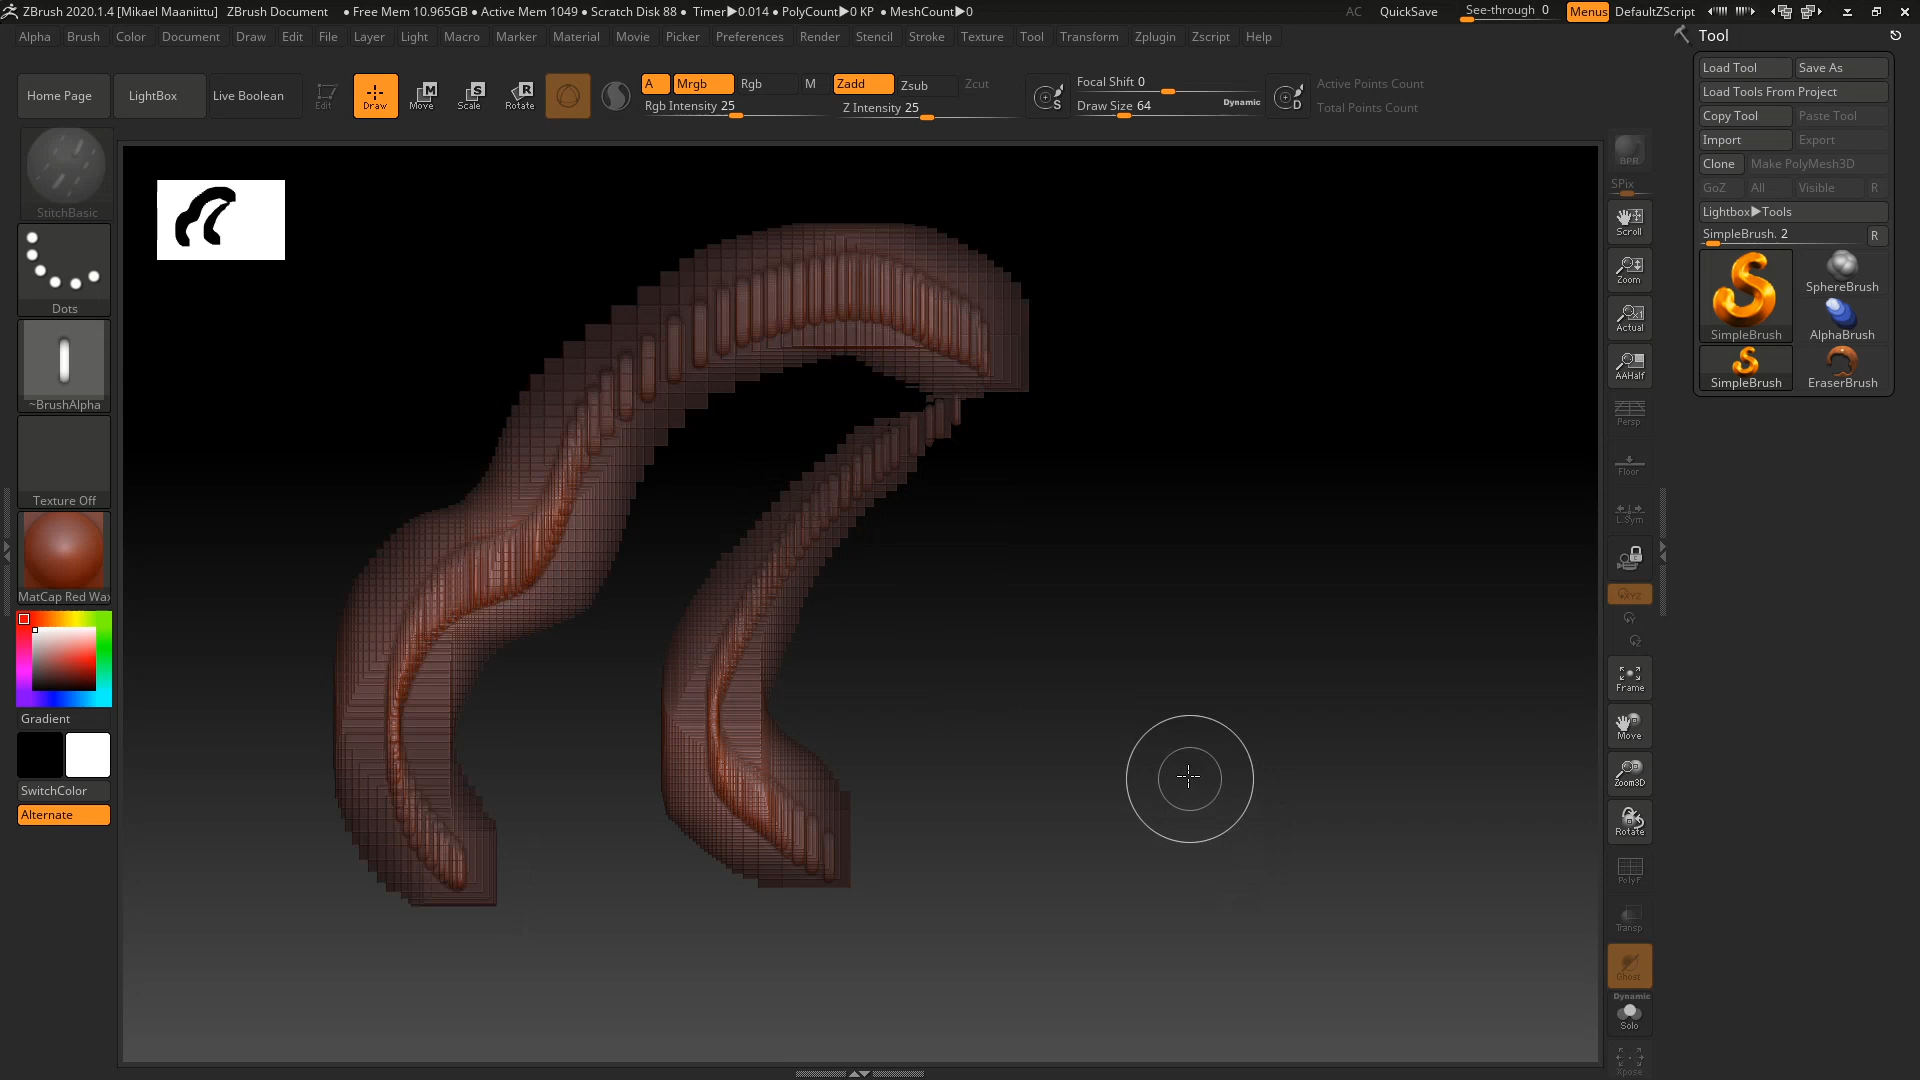 ZBrush 2020.1.4 [Mikael Maaniittu] ZBrush Document ● Free Mem 10.965GB ● Active Mem 1049 ● Scratch Disk 88 ● Timer▶0.014 ● PolyCount▶0 KP ● MeshCount▶0 AC QuickSave See-through 0 Menus DefaultZScript
Alpha Brush Color Document Draw Edit File Layer Light Macro Marker Material Movie Picker Preferences Render Stencil Stroke Texture Tool Transform Zplugin Zscript Help
Home Page LightBox Live Boolean Edit Draw Move Scale Rotate
A Mrgb Rgb M Zadd Zsub Zcut
Rgb Intensity 25 Z Intensity 25
S Focal Shift 0
Draw Size 64 Dynamic D
Active Points Count
Total Points Count
StitchBasic
Dots
~BrushAlpha
Texture Off
MatCap Red Wax
Gradient
SwitchColor
Alternate
BPR
SPix
Scroll
Zoom
Actual
AAHalf
Persp
Floor
L.Sym
XYZ
Y
Z
Frame
Move
Zoom3D
Rotate
PolyF
Transp
Ghost
Dynamic
Solo
Xpose
Tool
Load Tool Save As
Load Tools From Project
Copy Tool Paste Tool
Import Export
Clone Make PolyMesh3D
GoZ All Visible R
Lightbox▶Tools
SimpleBrush. 2 R
SimpleBrush SphereBrush
AlphaBrush
SimpleBrush EraserBrush